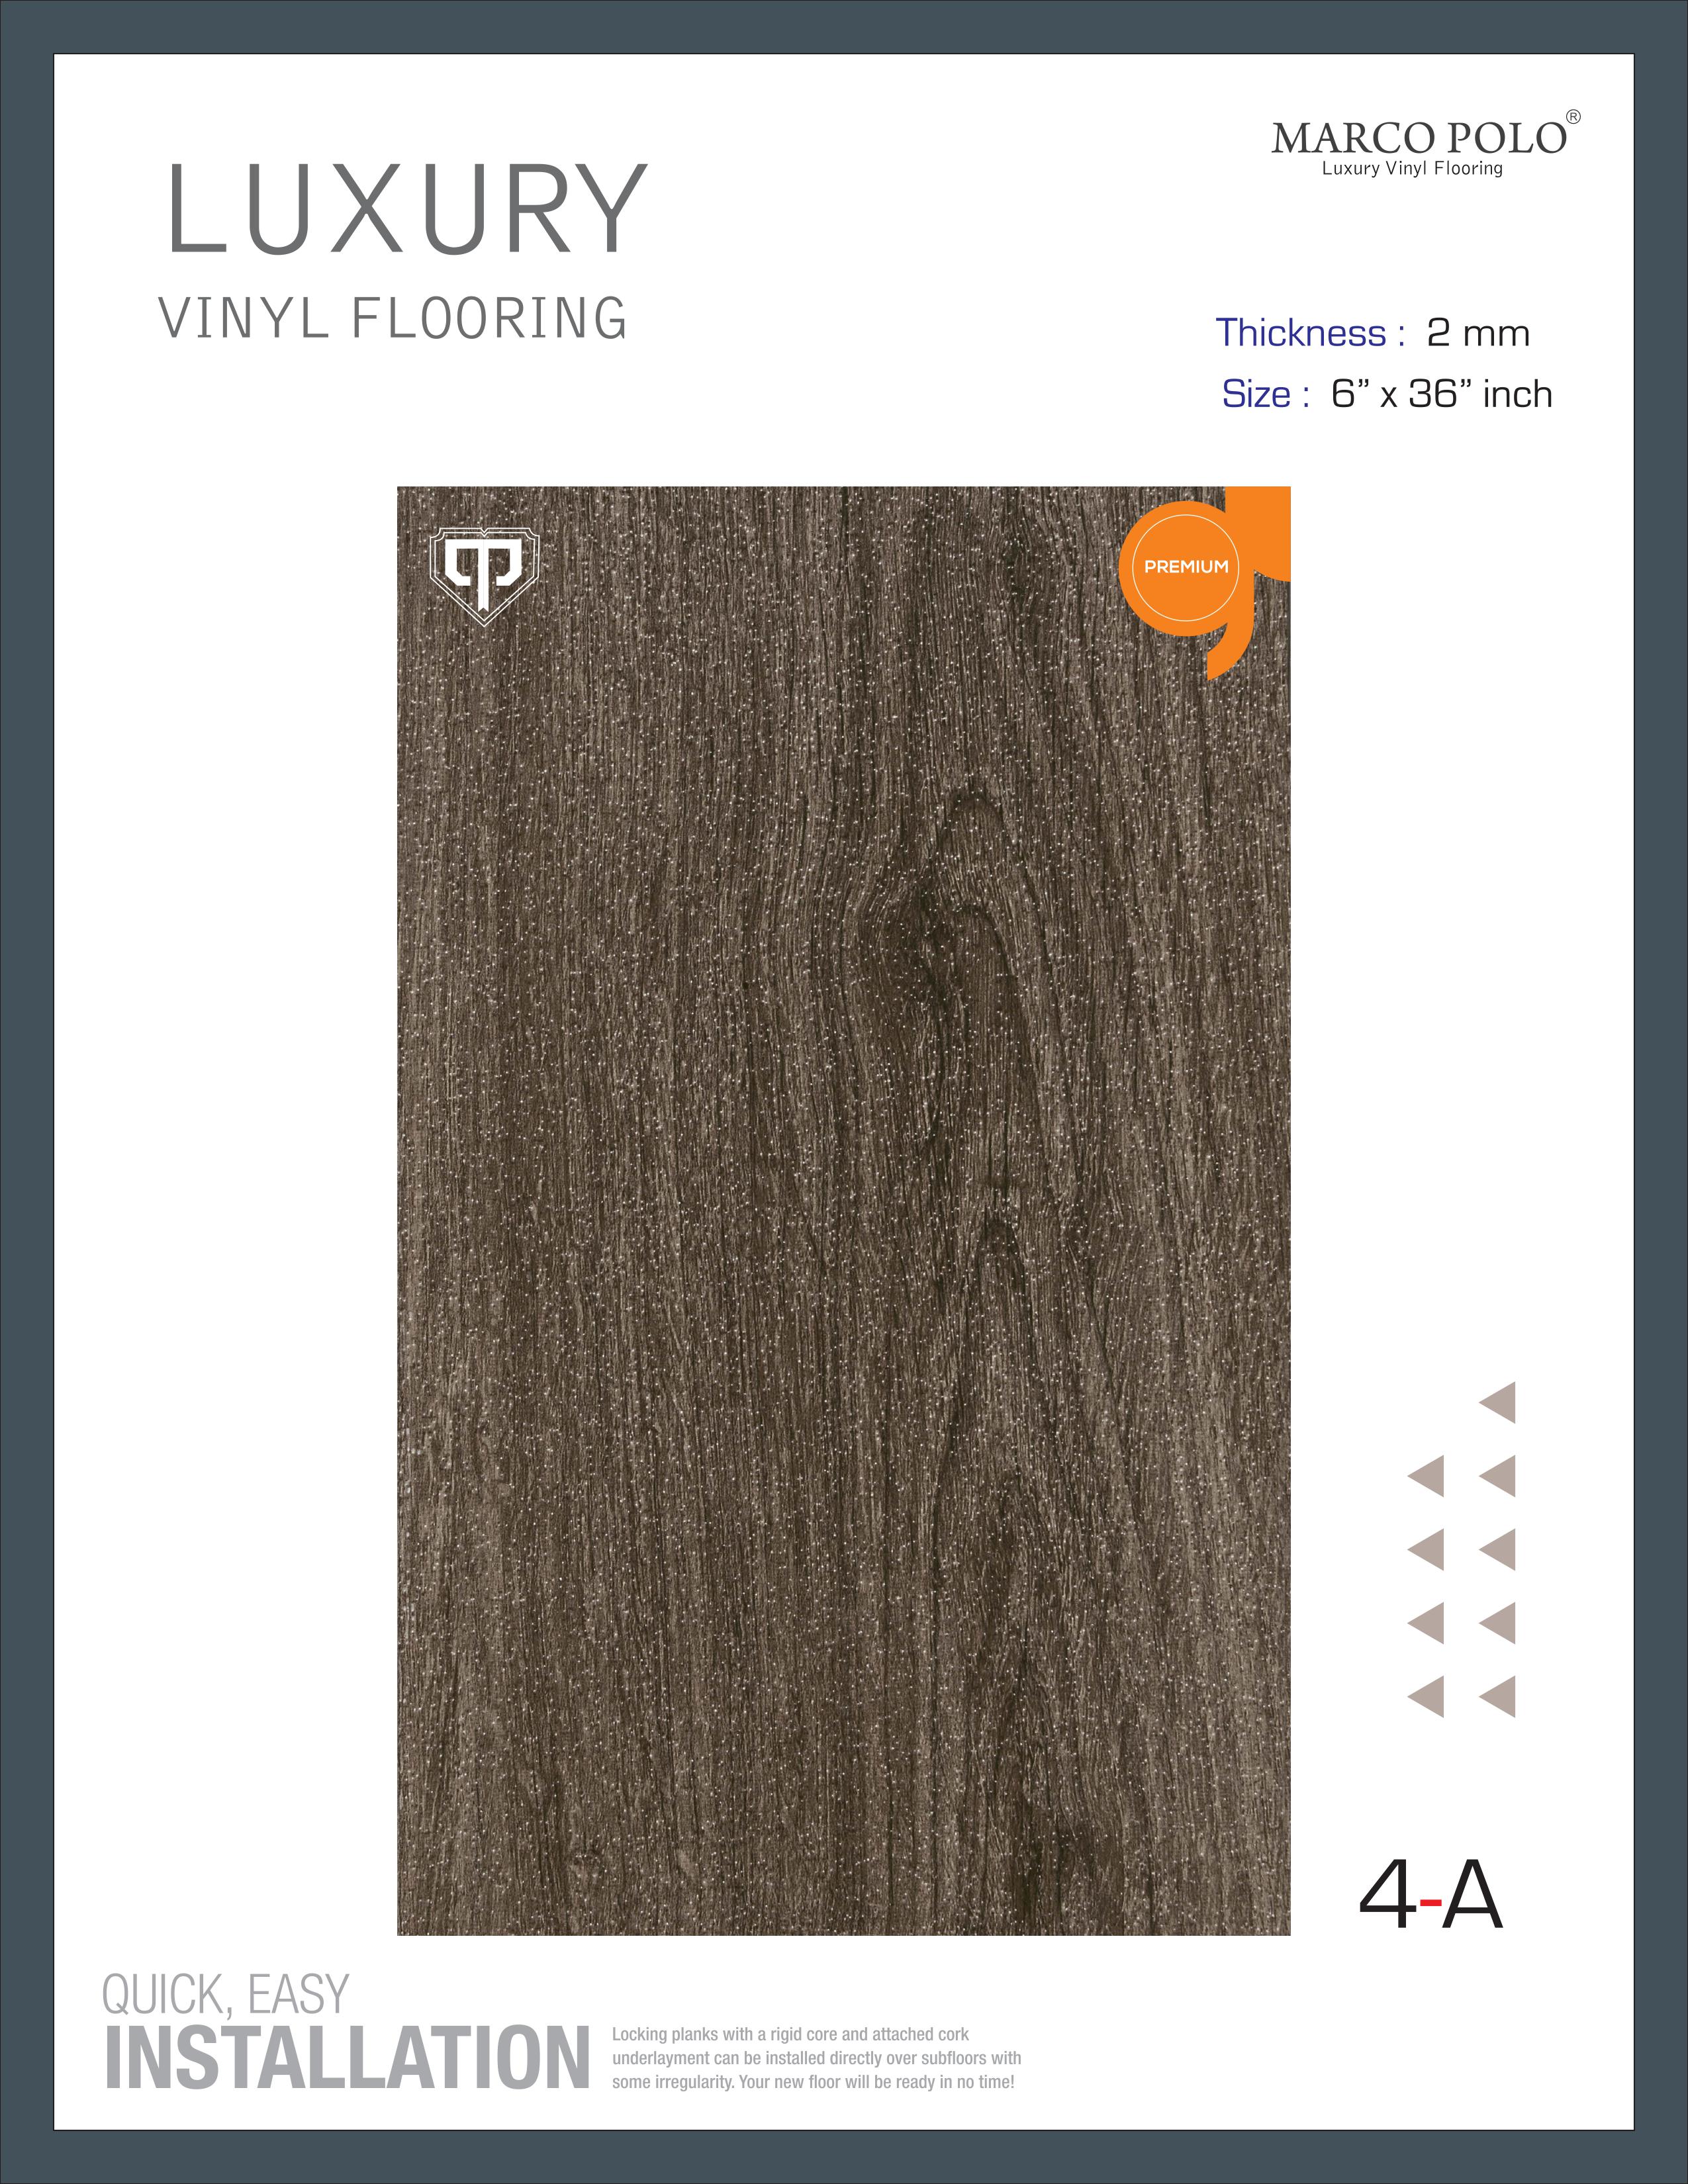 MARCO POLO®
Luxury Vinyl Flooring
LUXURY
VINYL FLOORING
Thickness : 2 mm
Size : 6” x 36” inch
PREMIUM
4-A
QUICK, EASY
INSTALLATION
Locking planks with a rigid core and attached cork
underlayment can be installed directly over subfloors with
some irregularity. Your new floor will be ready in no time!